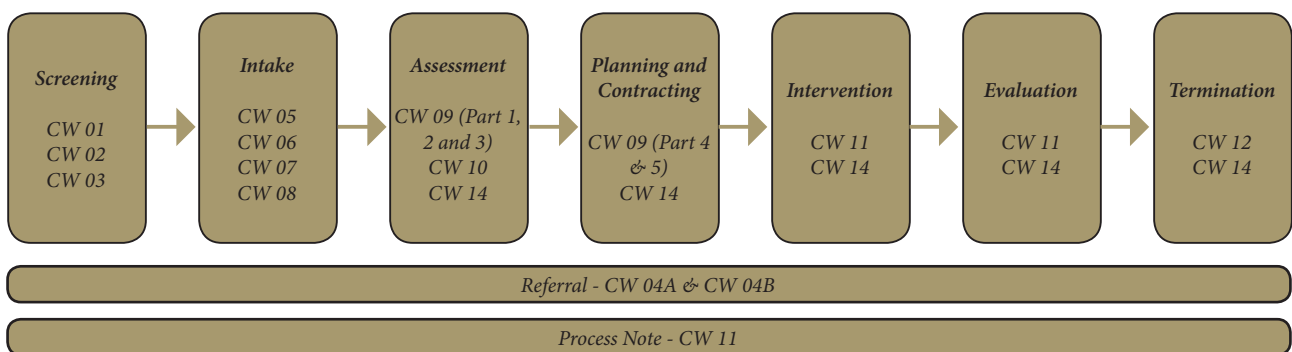 Screening
CW 01
CW 02
CW 03
Intake
CW 05
CW 06
CW 07
CW 08
Assessment
CW 09 (Part 1,
2 and 3)
CW 10
CW 14
Planning and
Contracting
CW 09 (Part 4
& 5)
CW 14
Intervention
CW 11
CW 14
Evaluation
CW 11
CW 14
Termination
CW 12
CW 14
Referral - CW 04A & CW 04B
Process Note - CW 11